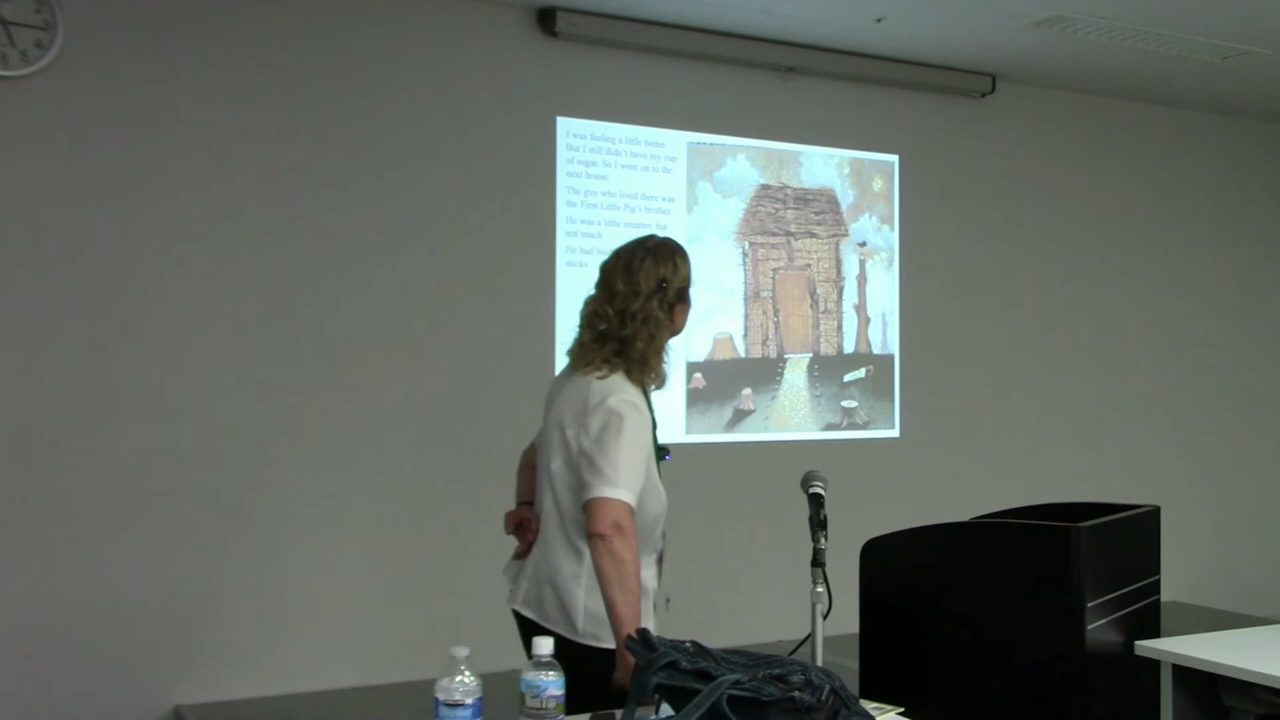 I was feeling a little better.
But I still didn't have my cup
of sugar. So I went on to the
next house.
The guy who lived there was
the First Little Pig's brother.
He was a little smarter, but
not much.
He had
sticks.